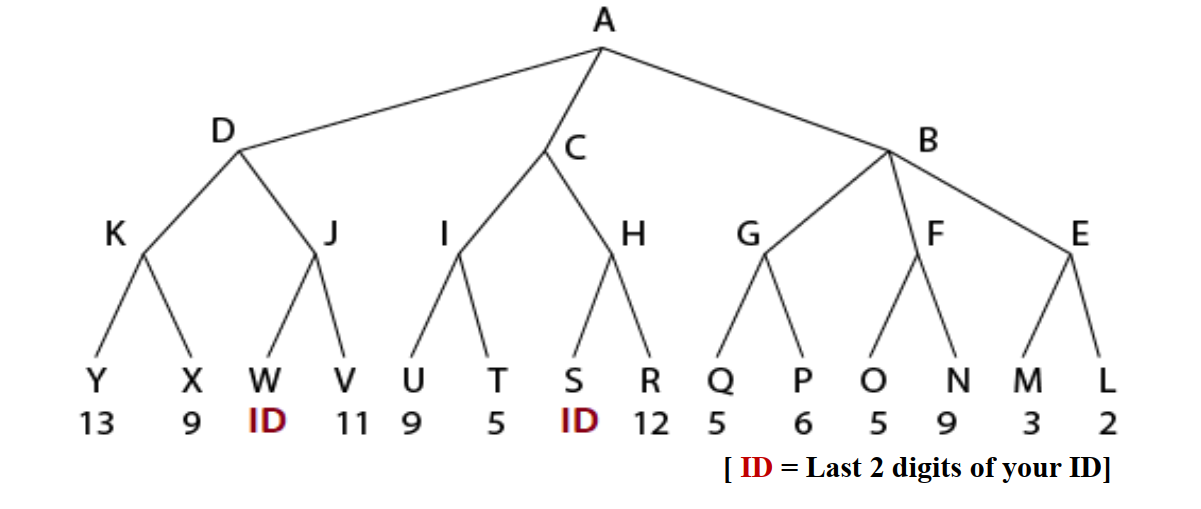 A
D C B
K J I H G F E
Y X W V U T S R Q P O N M L
13 9 ID 11 9 5 ID 12 5 6 5 9 3 2
[ ID = Last 2 digits of your ID]